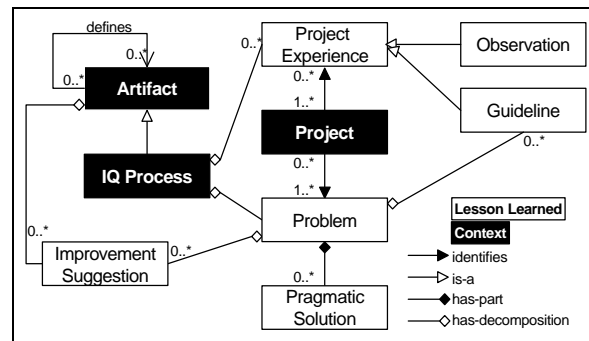 defines
0..*
0..*
Artifact
IQ Process
0..*
Project
Experience
0..*
1..*
Project
0..*
1..*
Observation
Guideline
0..*
Problem
0..*
Improvement
Suggestion
0..*
0..*
Pragmatic
Solution
Lesson Learned
Context
identifies
is-a
has-part
has-decomposition